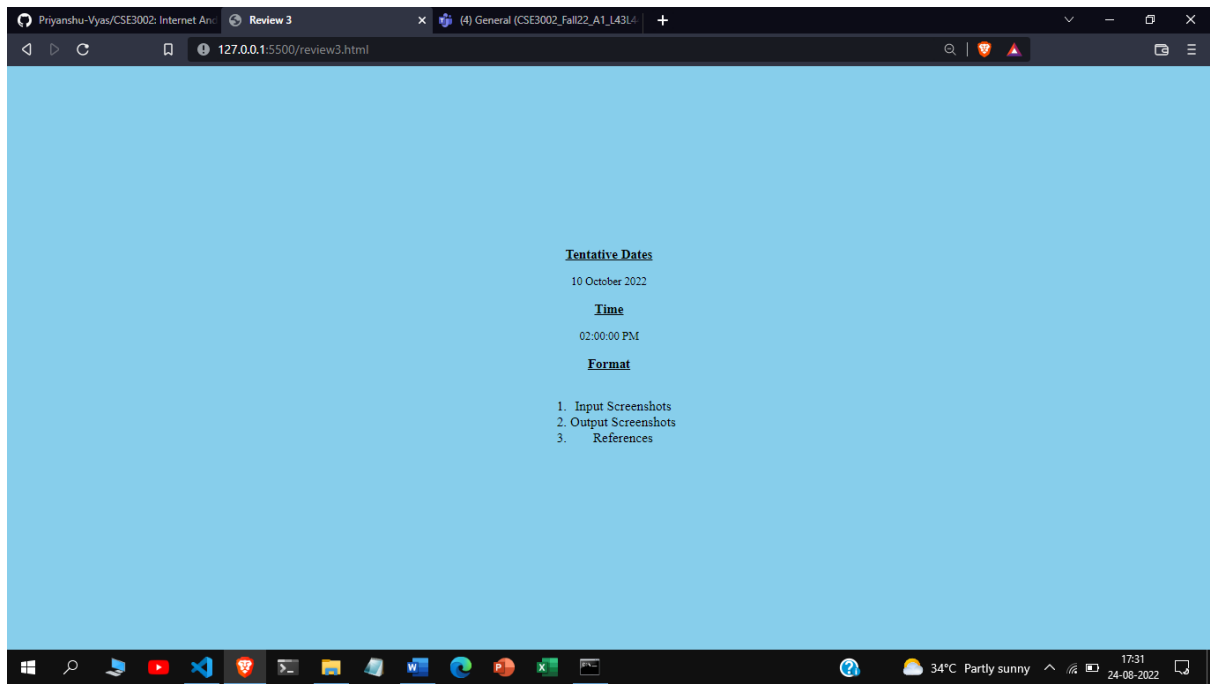 Priyanshu-Vyas/CSE3002: Internet And
Review 3
(4) General (CSE3002_Fall22_A1_L43L4
127.0.0.1:5500/review3.html
Tentative Dates
10 October 2022
Time
02:00:00 PM
Format
1. Input Screenshots
2. Output Screenshots
3. References
34°C Partly sunny
17:31
24-08-2022